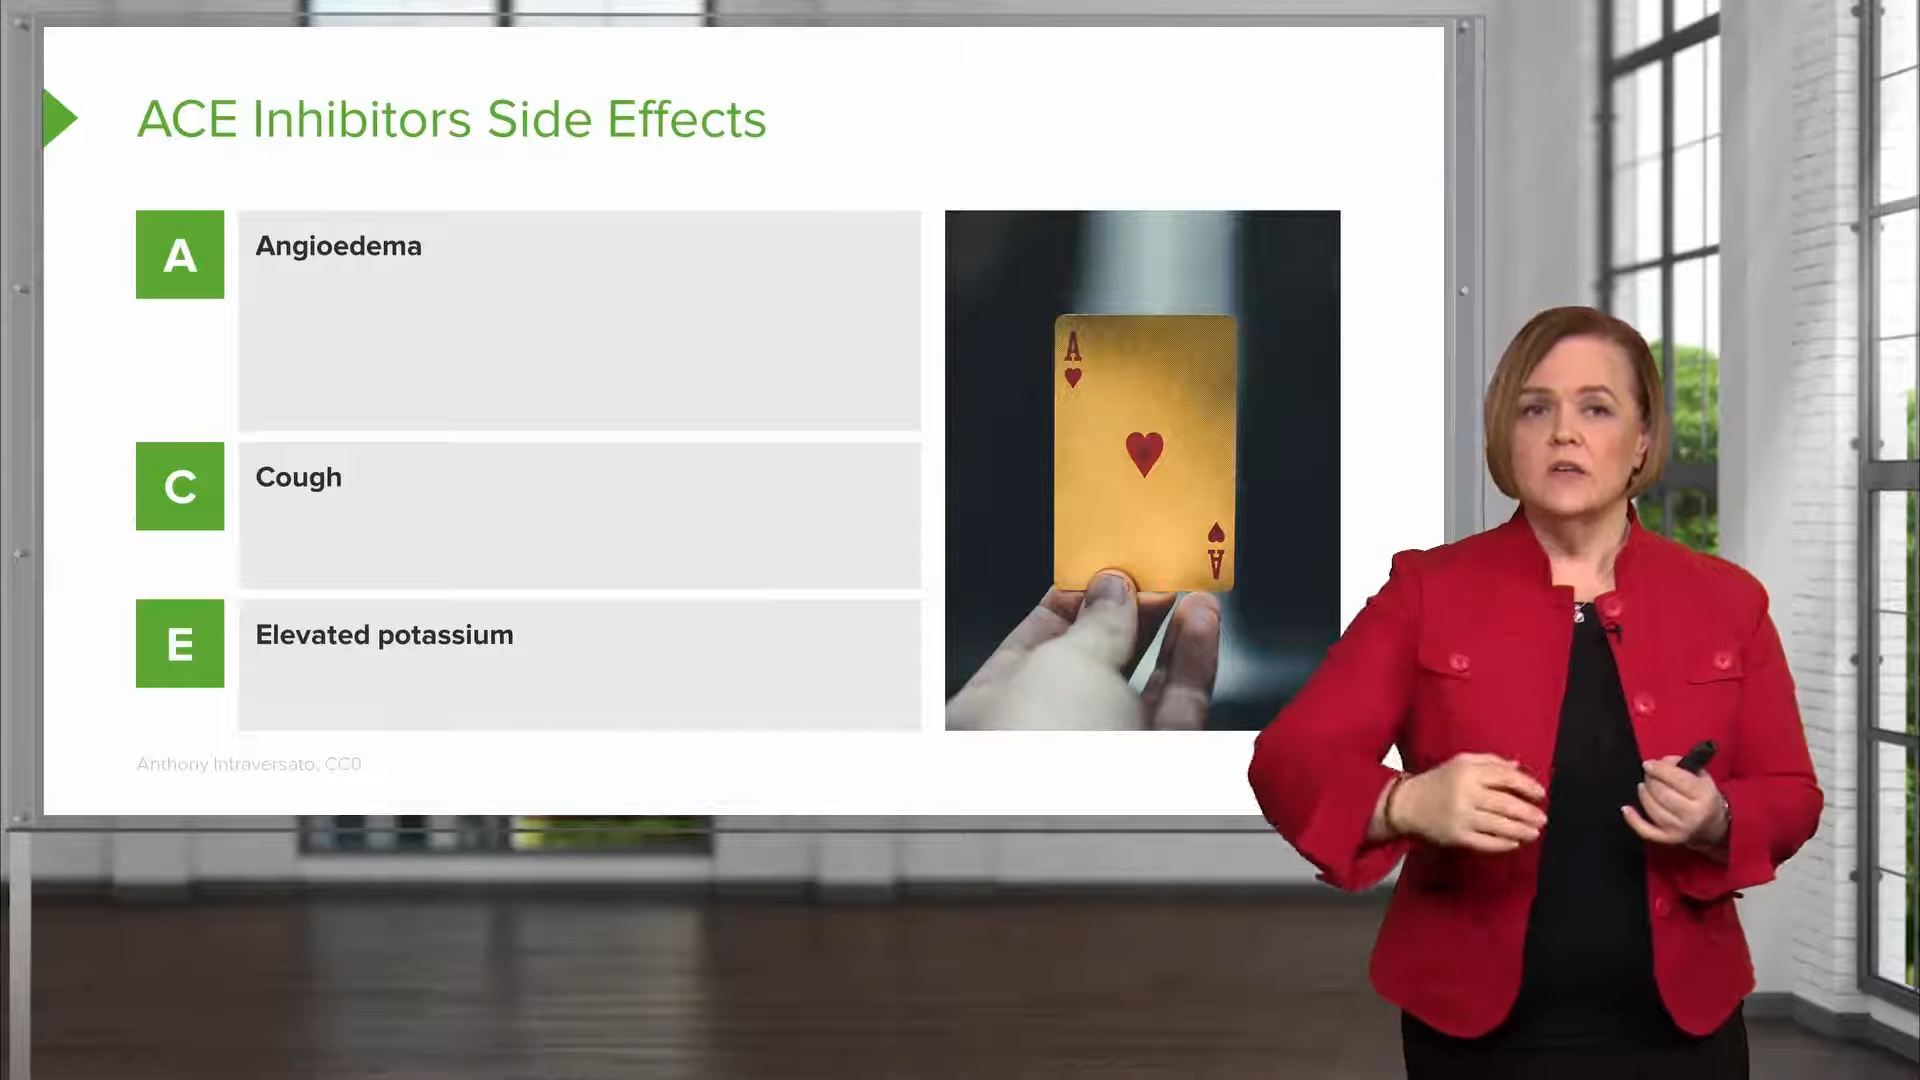 ACE Inhibitors Side Effects
A
Angioedema
C
Cough
E
Elevated potassium
A
A
Anthony Intraversato, CC0